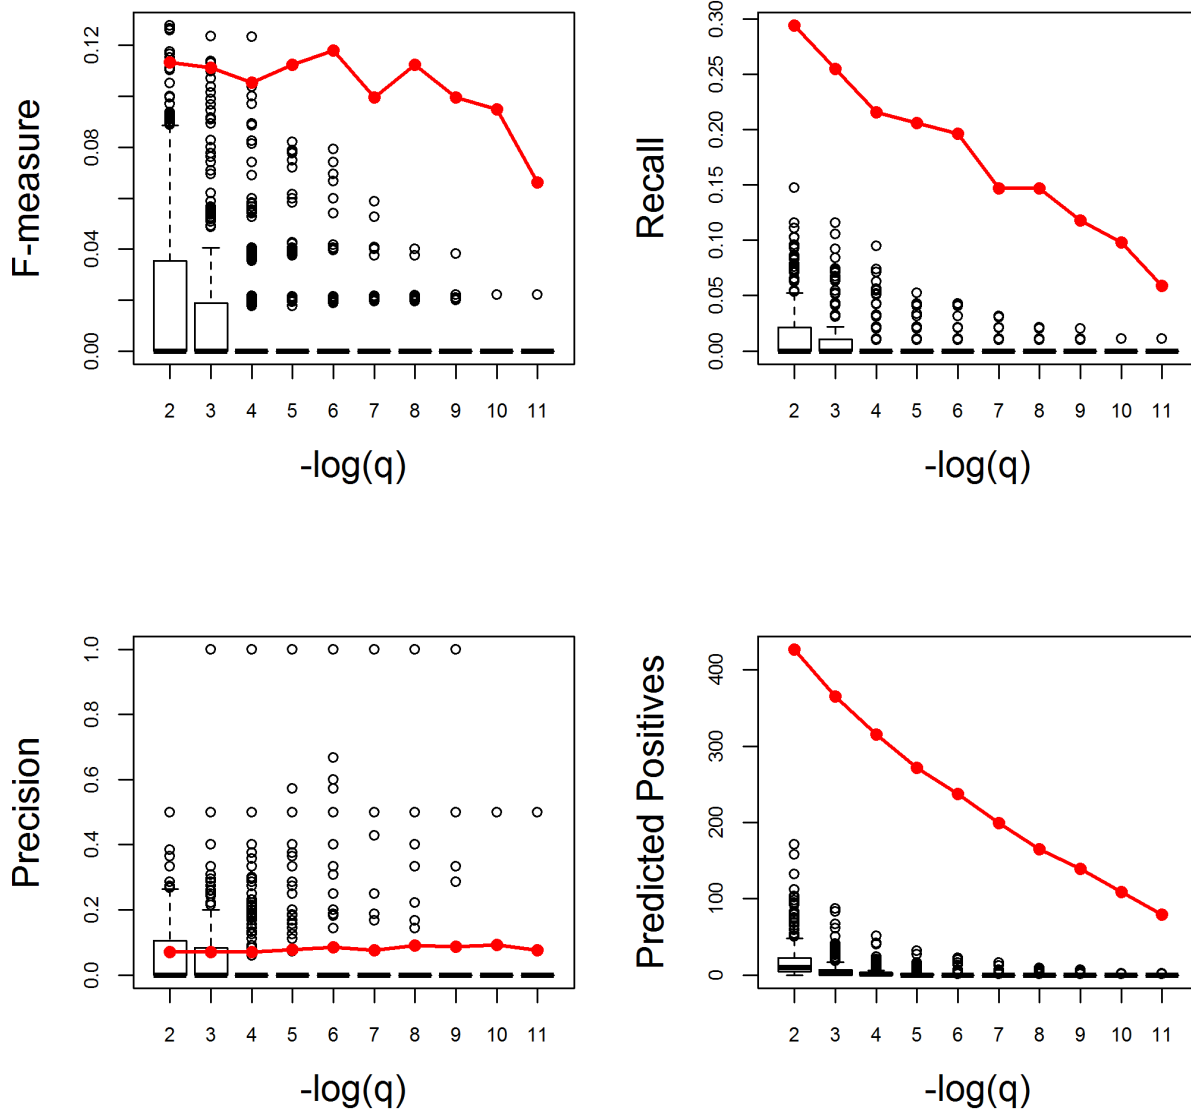 F-measure
0.00 0.04 0.08 0.12
2 3 4 5 6 7 8 9 10 11
-log(q)
Recall
0.00 0.05 0.10 0.15 0.20 0.25 0.30
2 3 4 5 6 7 8 9 10 11
-log(q)
Precision
0.0 0.2 0.4 0.6 0.8 1.0
2 3 4 5 6 7 8 9 10 11
-log(q)
Predicted Positives
0 100 200 300 400
2 3 4 5 6 7 8 9 10 11
-log(q)